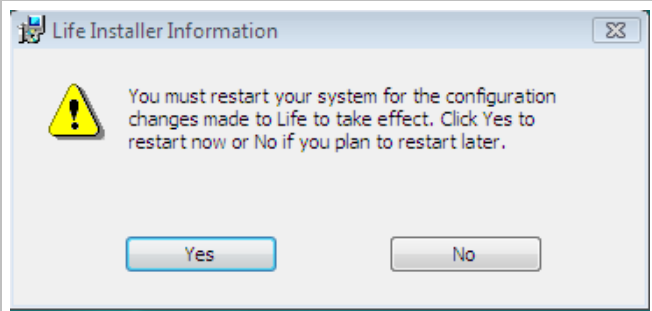 Life Installer Information
You must restart your system for the configuration
changes made to Life to take effect. Click Yes to
restart now or No if you plan to restart later.
Yes
No